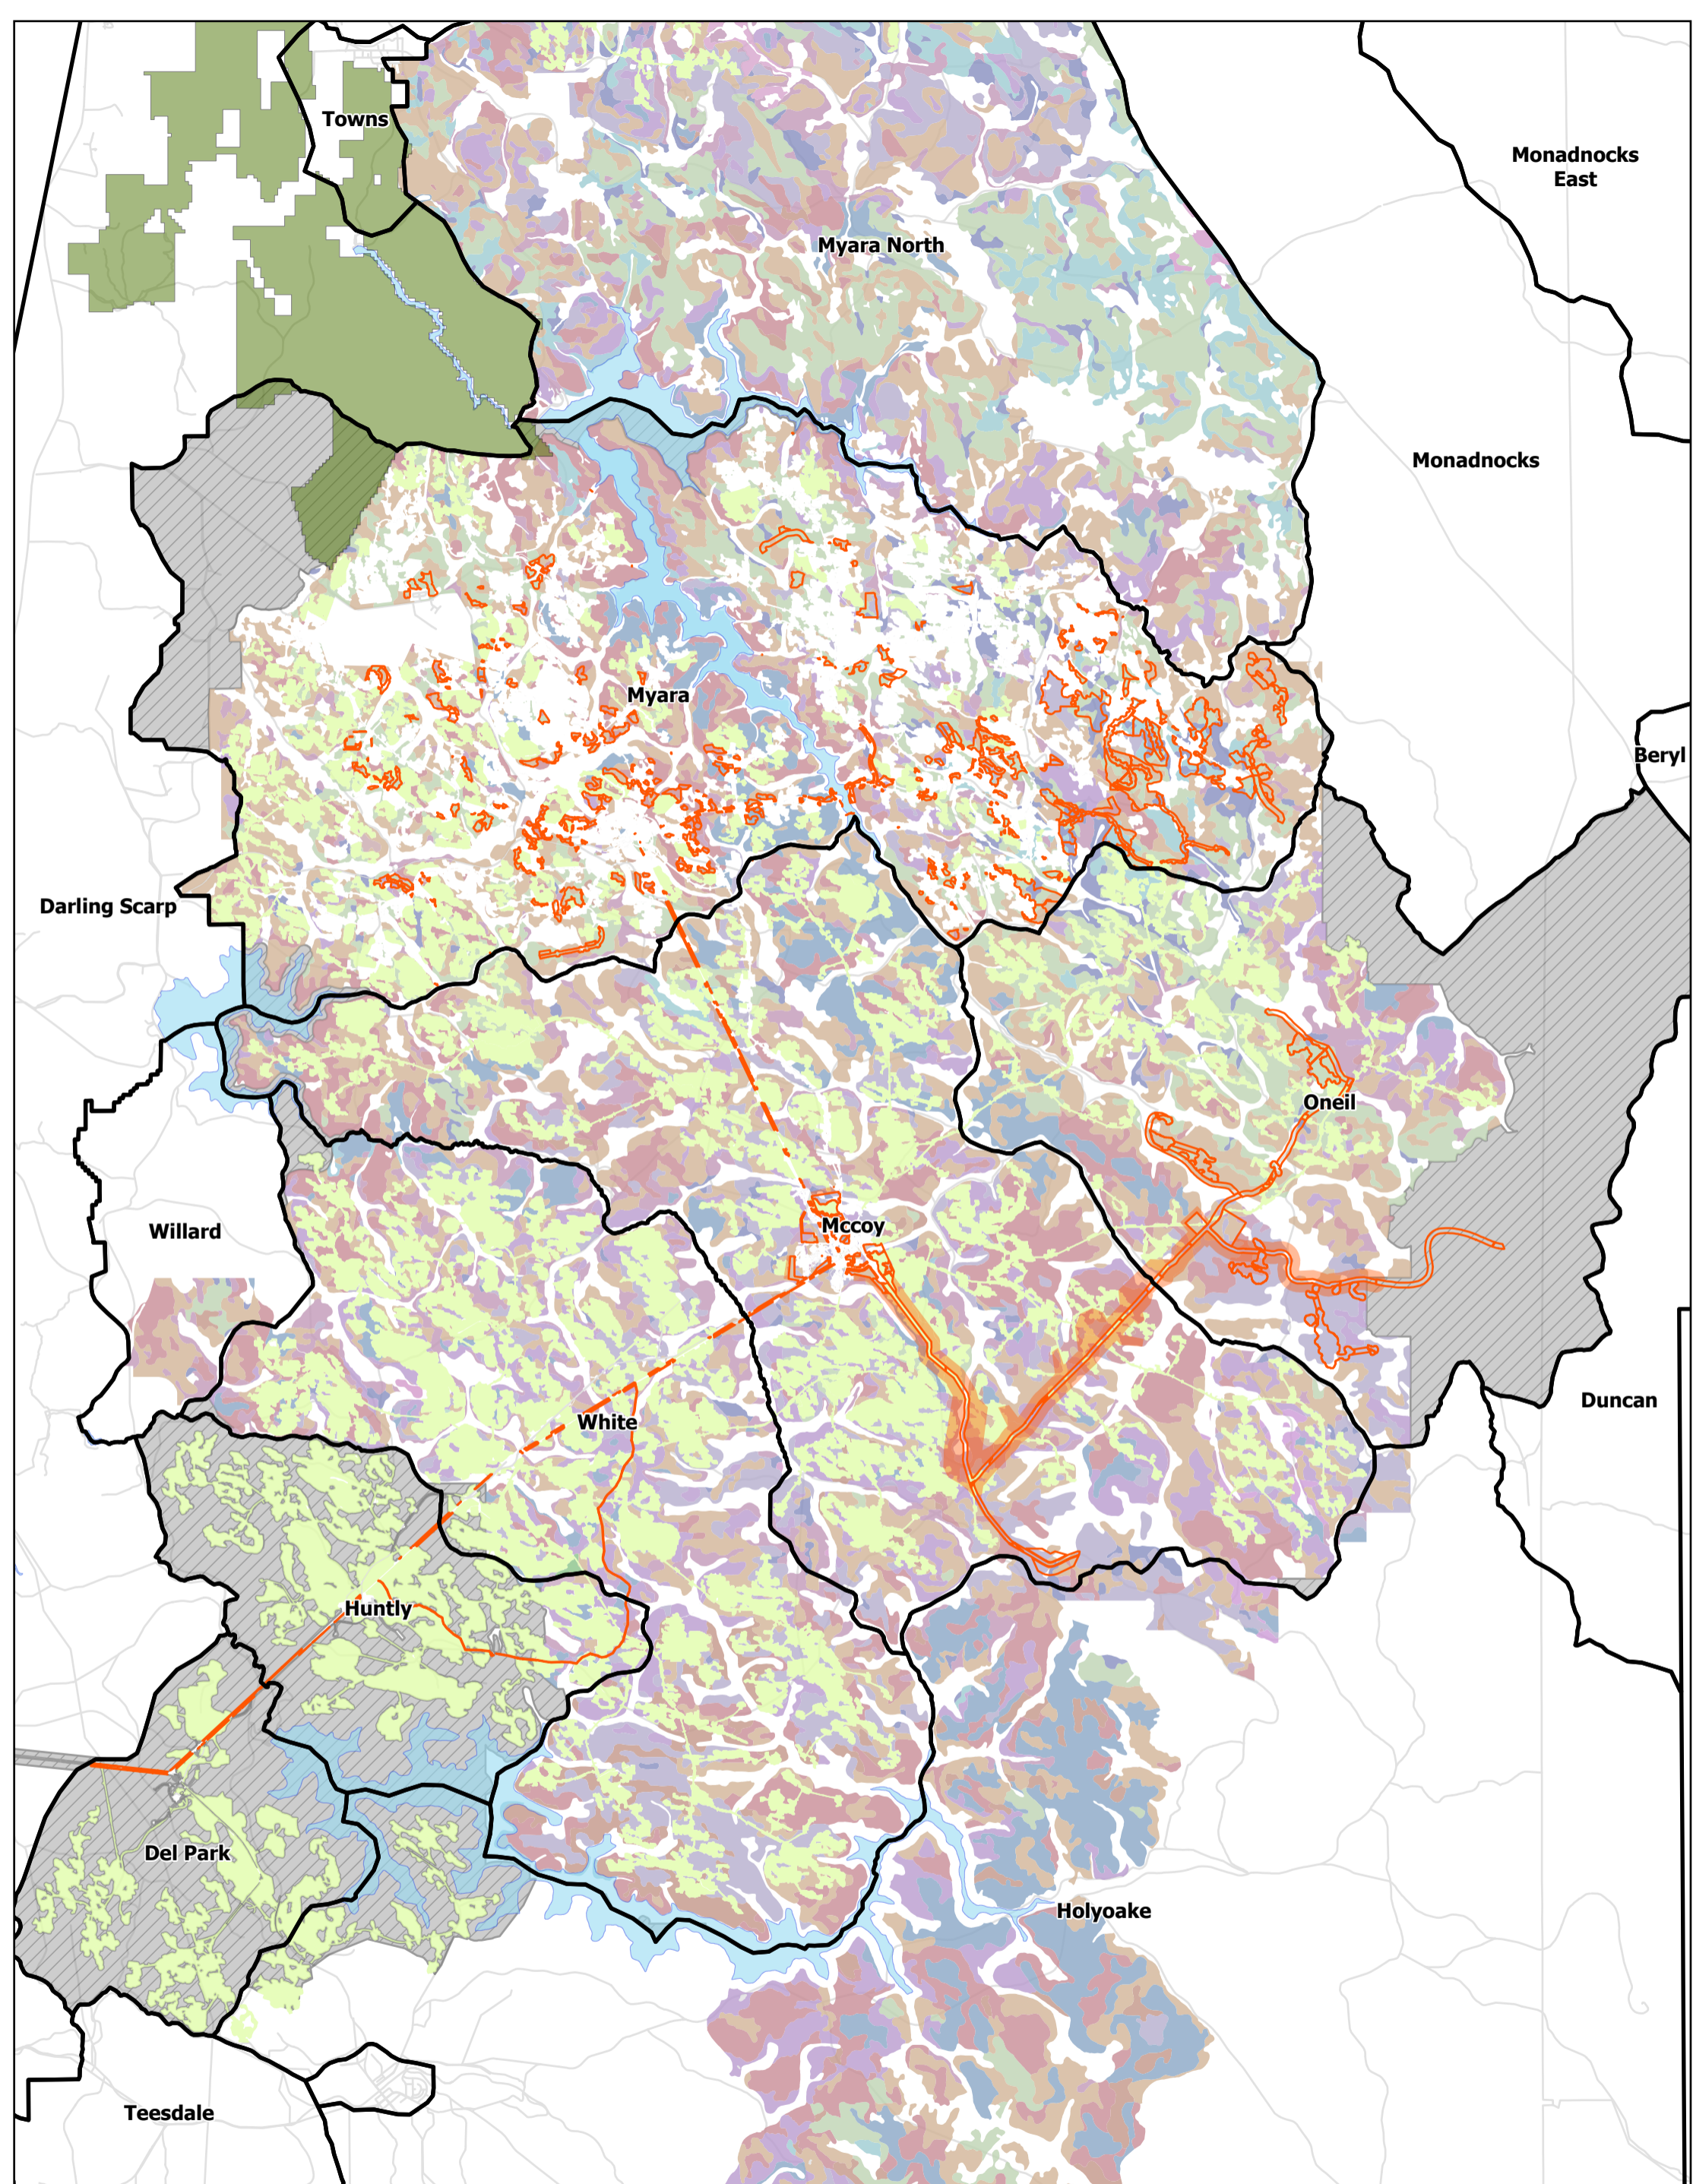 Towns
Monadnocks
East
Myara North
Monadnocks
Myara
Beryl
Darling Scarp
Oneil
Mccoy
Willard
Duncan
White
Huntly
Del Park
Holyoake
Teesdale